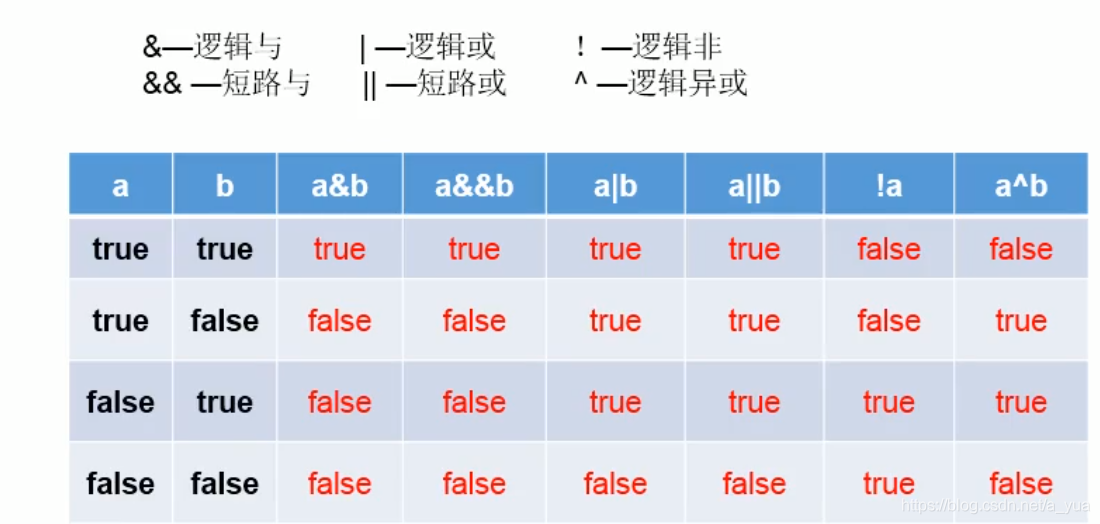 &—逻辑与 | —逻辑或 ! —逻辑非
&& —短路与 || —短路或 ^ —逻辑异或
a b a&b a&&b a|b a||b !a a^b
true true true true true true false false
true false false false true true false true
false true false false true true true true
false false false false false false true false
https://blog.csdn.net/a_yua